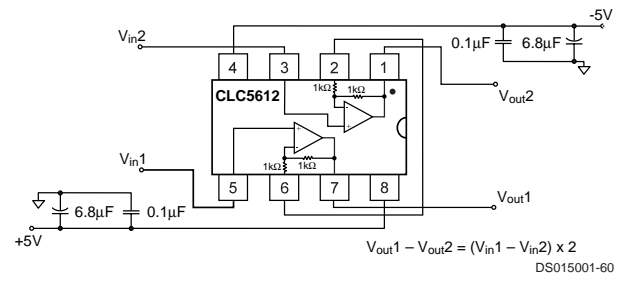 -5V
Vin2
0.1µF
6.8µF
4
3
2
1
CLC5612
1kΩ
1kΩ
-
+
Vout2
+
-
Vin1
1kΩ
1kΩ
5
6
7
8
6.8µF
0.1µF
Vout1
+5V
Vout1 – Vout2 = (Vin1 – Vin2) x 2
DS015001-60